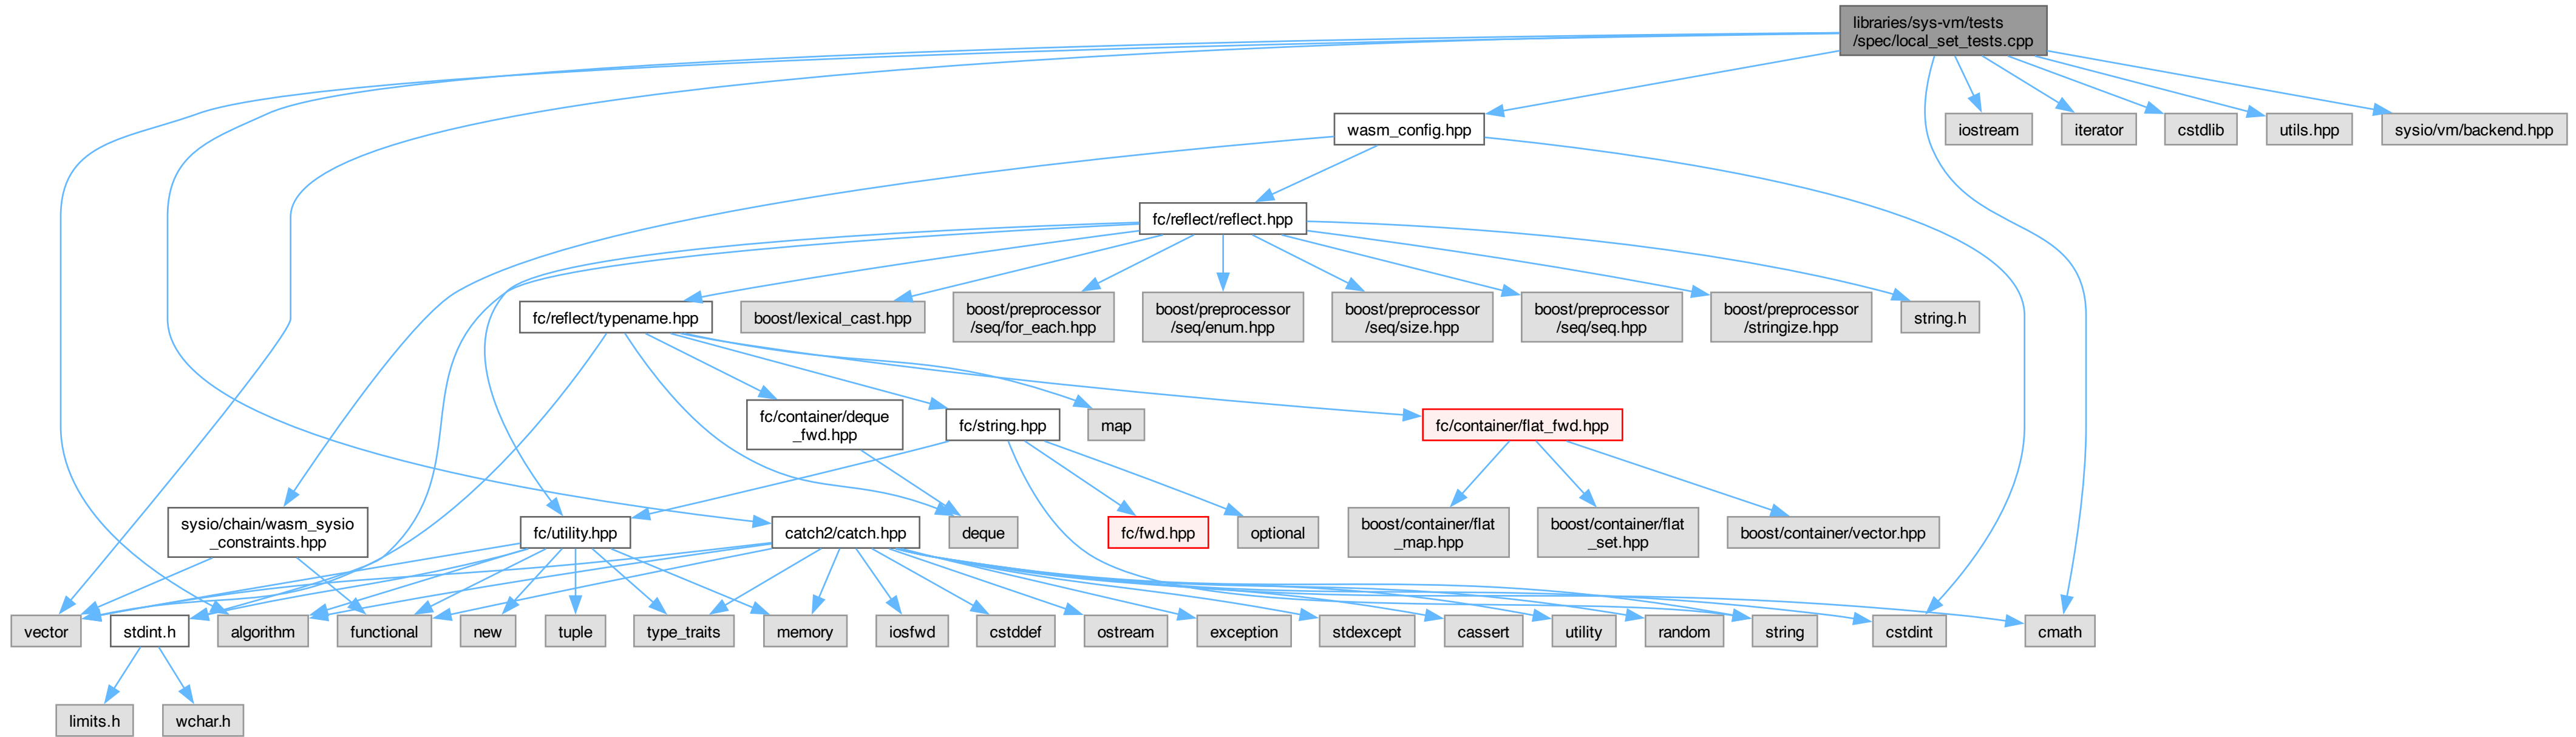 libraries/sys-vm/tests
/spec/local_set_tests.cpp
wasm_config.hpp
iostream
iterator
cstdlib
utils.hpp
sysio/vm/backend.hpp
fc/reflect/reflect.hpp
fc/reflect/typename.hpp
boost/lexical_cast.hpp
boost/preprocessor
/seq/for_each.hpp
boost/preprocessor
/seq/enum.hpp
boost/preprocessor
/seq/size.hpp
boost/preprocessor
/seq/seq.hpp
boost/preprocessor
/stringize.hpp
string.h
fc/container/deque
_fwd.hpp
fc/string.hpp
map
fc/container/flat_fwd.hpp
sysio/chain/wasm_sysio
_constraints.hpp
fc/utility.hpp
catch2/catch.hpp
deque
fc/fwd.hpp
optional
boost/container/flat
_map.hpp
boost/container/flat
_set.hpp
boost/container/vector.hpp
vector
stdint.h
algorithm
functional
new
tuple
type_traits
memory
iosfwd
cstddef
ostream
exception
stdexcept
cassert
utility
random
string
cstdint
cmath
limits.h
wchar.h